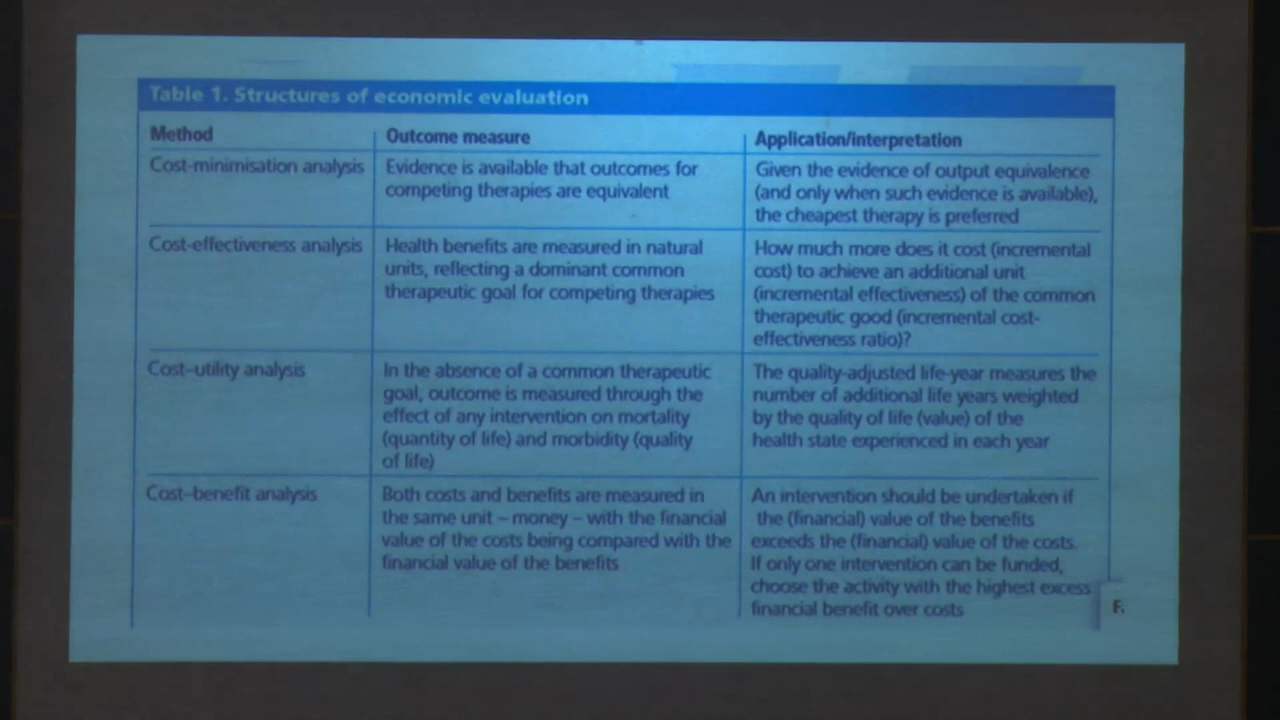 Table 1. Structures of economic evaluation
Method
Outcome measure
Application/interpretation
Cost-minimisation analysis
Evidence is available that outcomes for
competing therapies are equivalent
Given the evidence of output equivalence
(and only when such evidence is available),
the cheapest therapy is preferred
Cost-effectiveness analysis
Health benefits are measured in natural
units, reflecting a dominant common
therapeutic goal for competing therapies
How much more does it cost (incremental
cost) to achieve an additional unit
(incremental effectiveness) of the common
therapeutic good (incremental cost-
effectiveness ratio)?
Cost–utility analysis
In the absence of a common therapeutic
goal, outcome is measured through the
effect of any intervention on mortality
(quantity of life) and morbidity (quality
of life)
The quality-adjusted life-year measures the
number of additional life years weighted
by the quality of life (value) of the
health state experienced in each year
Cost–benefit analysis
Both costs and benefits are measured in
the same unit – money – with the financial
value of the costs being compared with the
financial value of the benefits
An intervention should be undertaken if
the (financial) value of the benefits
exceeds the (financial) value of the costs.
If only one intervention can be funded,
choose the activity with the highest excess
financial benefit over costs
F.